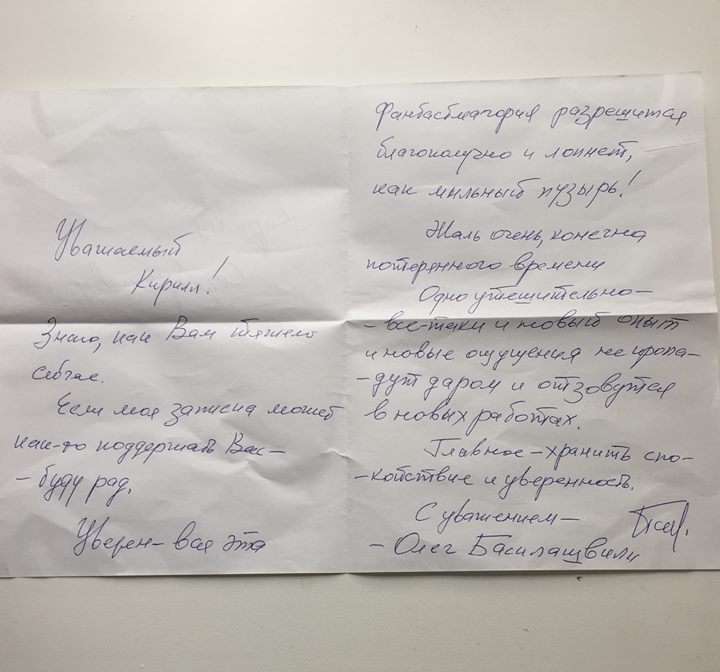 Уважаемый
Кирилл!
Знаю, как Вам тяжело
сейчас.
Если моя записка может
как-то поддержать Вас-
-буду рад.
Уверен- вся эта
Фантасмагория разрешится
благополучно и лопнет,
как мыльный пузырь!
Жаль очень, конечно
потерянного времени
Одно утешительно-
-все-таки и новый опыт
и новые ощущения не пропа-
-дут даром и отзовутся
в новых работах.
Главное-хранить спо-
-койствие и уверенность.
С уважением-
- Олег Басилашвили